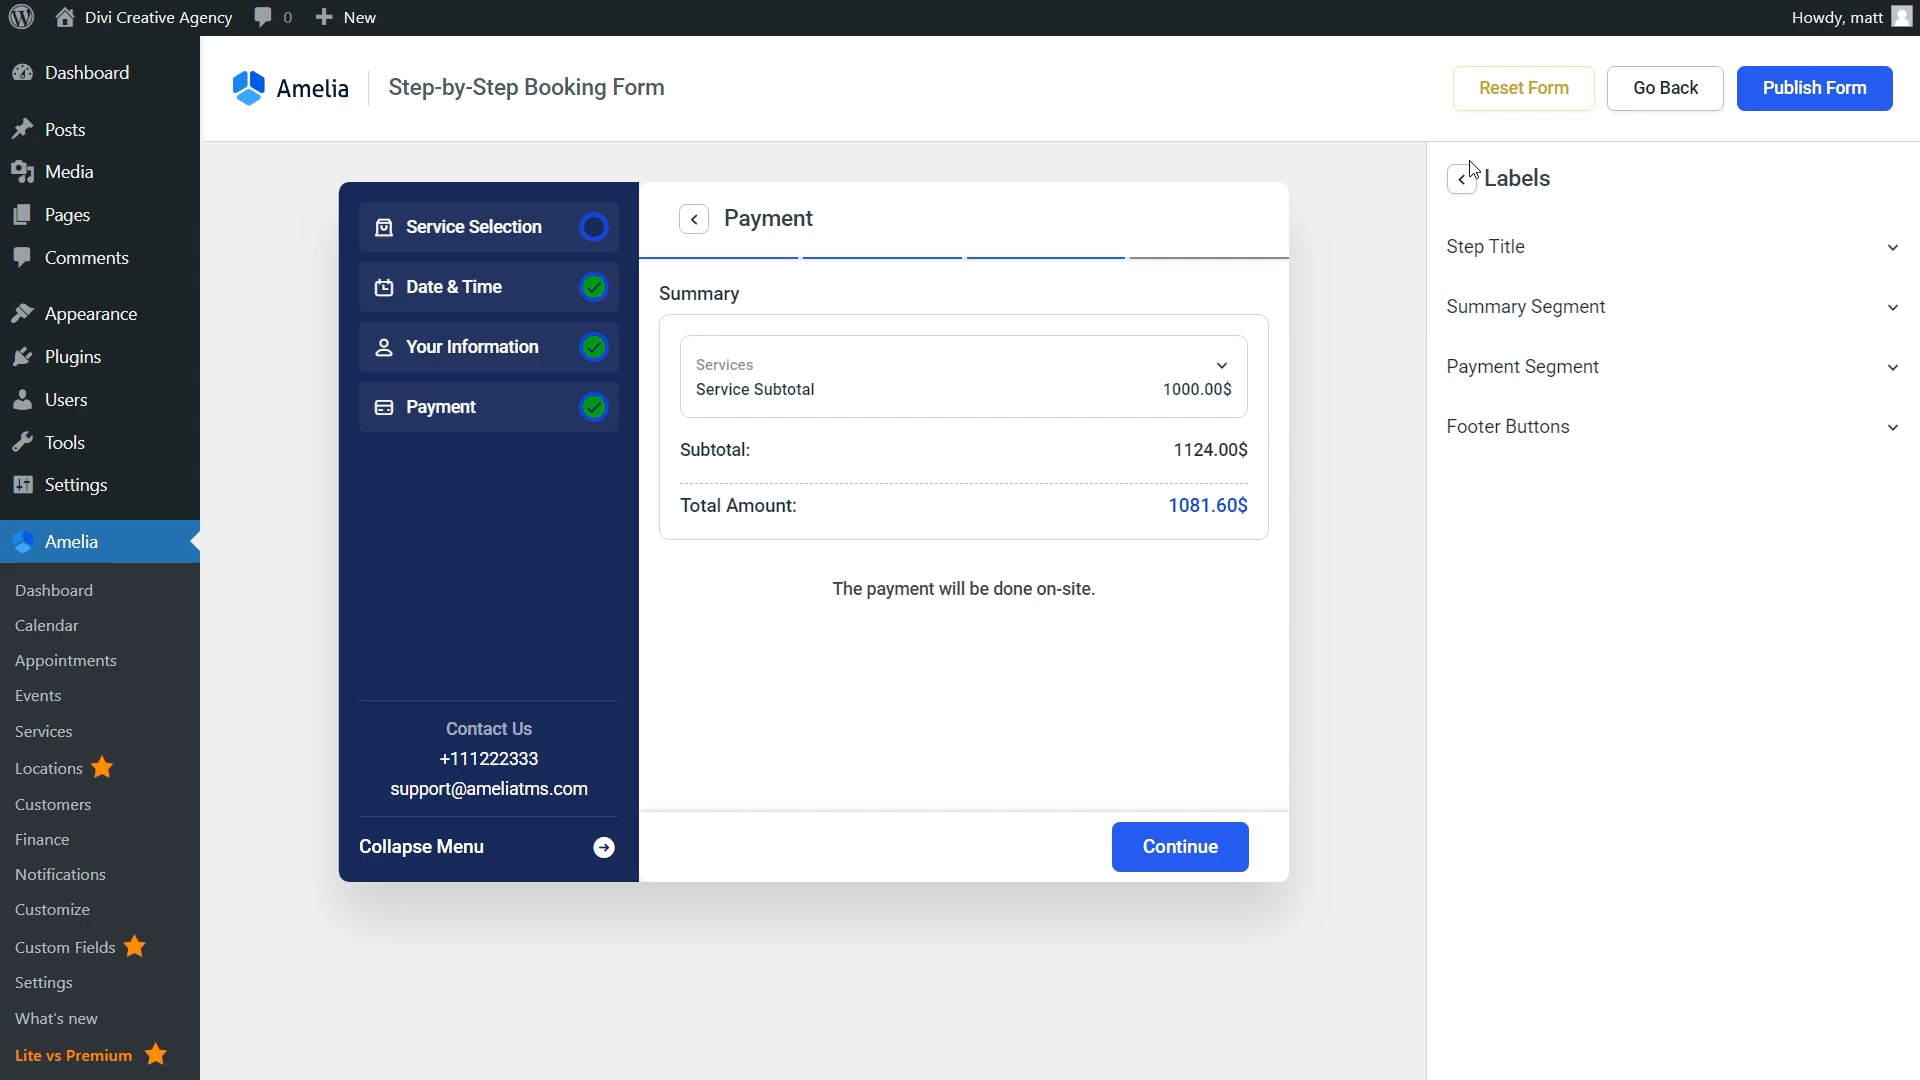 Divi Creative Agency
0
New
Howdy, matt
Dashboard
Posts
Media
Pages
Comments
Appearance
Plugins
Users
Tools
Settings
Amelia
Dashboard
Calendar
Appointments
Events
Services
Locations
Customers
Finance
Notifications
Customize
Custom Fields
Settings
What's new
Lite vs Premium
Amelia
Step-by-Step Booking Form
Reset Form
Go Back
Publish Form
Service Selection
Date & Time
Your Information
Payment
Contact Us
+111222333
support@ameliatms.com
Collapse Menu
Payment
Summary
Services
Service Subtotal 1000.00$
Subtotal: 1124.00$
Total Amount: 1081.60$
The payment will be done on-site.
Continue
Labels
Step Title
Summary Segment
Payment Segment
Footer Buttons